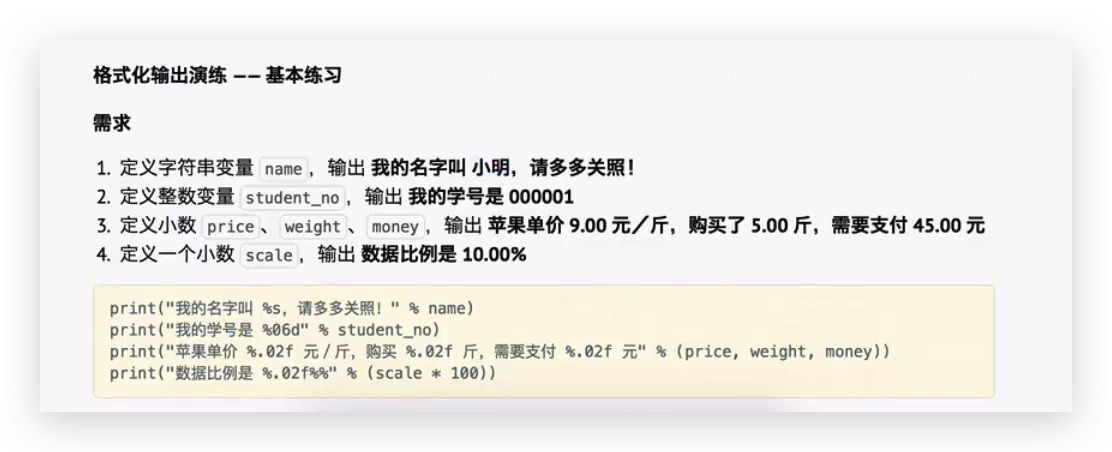 格式化输出演练 —— 基本练习
需求
1. 定义字符串变量 name，输出 我的名字叫 小明，请多多关照！
2. 定义整数变量 student_no，输出 我的学号是 000001
3. 定义小数 price、weight、money，输出 苹果单价 9.00 元／斤，购买了 5.00 斤，需要支付 45.00 元
4. 定义一个小数 scale，输出 数据比例是 10.00%
print("我的名字叫 %s，请多多关照！" % name)
print("我的学号是 %06d" % student_no)
print("苹果单价 %.02f 元／斤，购买 %.02f 斤，需要支付 %.02f 元" % (price, weight, money))
print("数据比例是 %.02f%%" % (scale * 100))